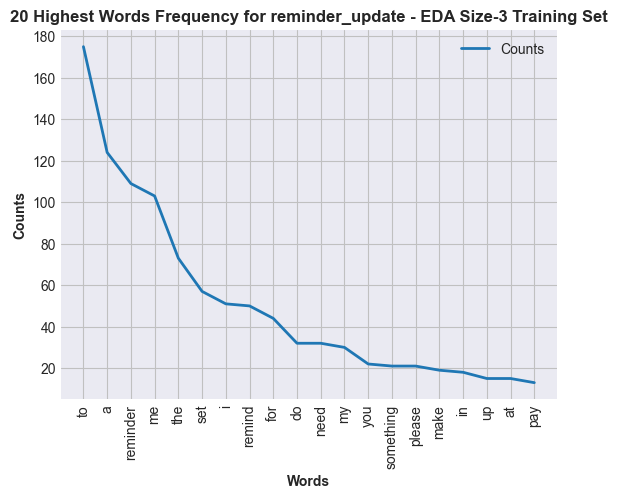 20 Highest Words Frequency for reminder_update - EDA Size-3 Training Set
Counts
180
160
140
120
100
80
60
40
20
Counts
to
a
reminder
me
the
set
i
remind
for
do
need
my
you
something
please
make
in
up
at
pay
Words